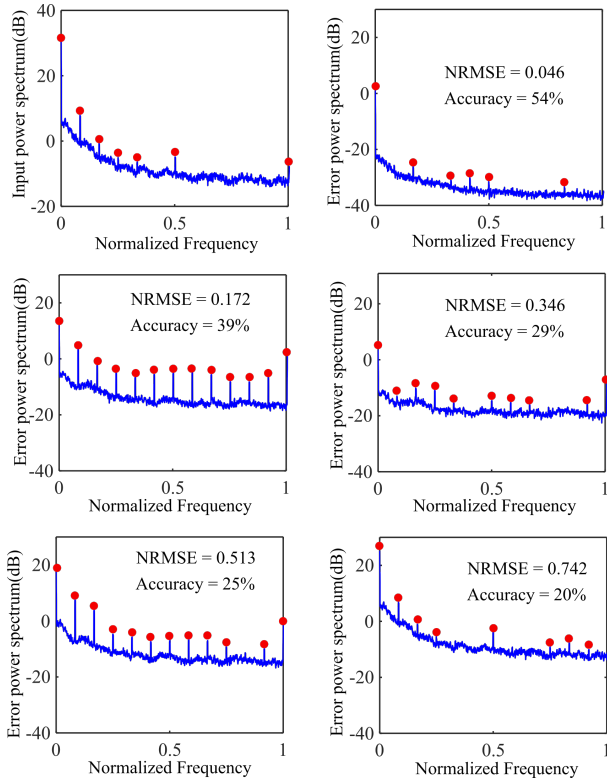 Input power spectrum(dB)
40
20
0
-20
0
0.5
1
Normalized Frequency
Error power spectrum(dB)
20
0
-20
-40
0
0.5
1
NRMSE = 0.046
Accuracy = 54%
Normalized Frequency
Error power spectrum(dB)
20
0
-20
-40
0
0.5
1
NRMSE = 0.172
Accuracy = 39%
Normalized Frequency
Error power spectrum(dB)
20
0
-20
-40
0
0.5
1
NRMSE = 0.346
Accuracy = 29%
Normalized Frequency
Error power spectrum(dB)
20
0
-20
-40
0
0.5
1
NRMSE = 0.513
Accuracy = 25%
Normalized Frequency
Error power spectrum(dB)
20
0
-20
-40
0
0.5
1
NRMSE = 0.742
Accuracy = 20%
Normalized Frequency